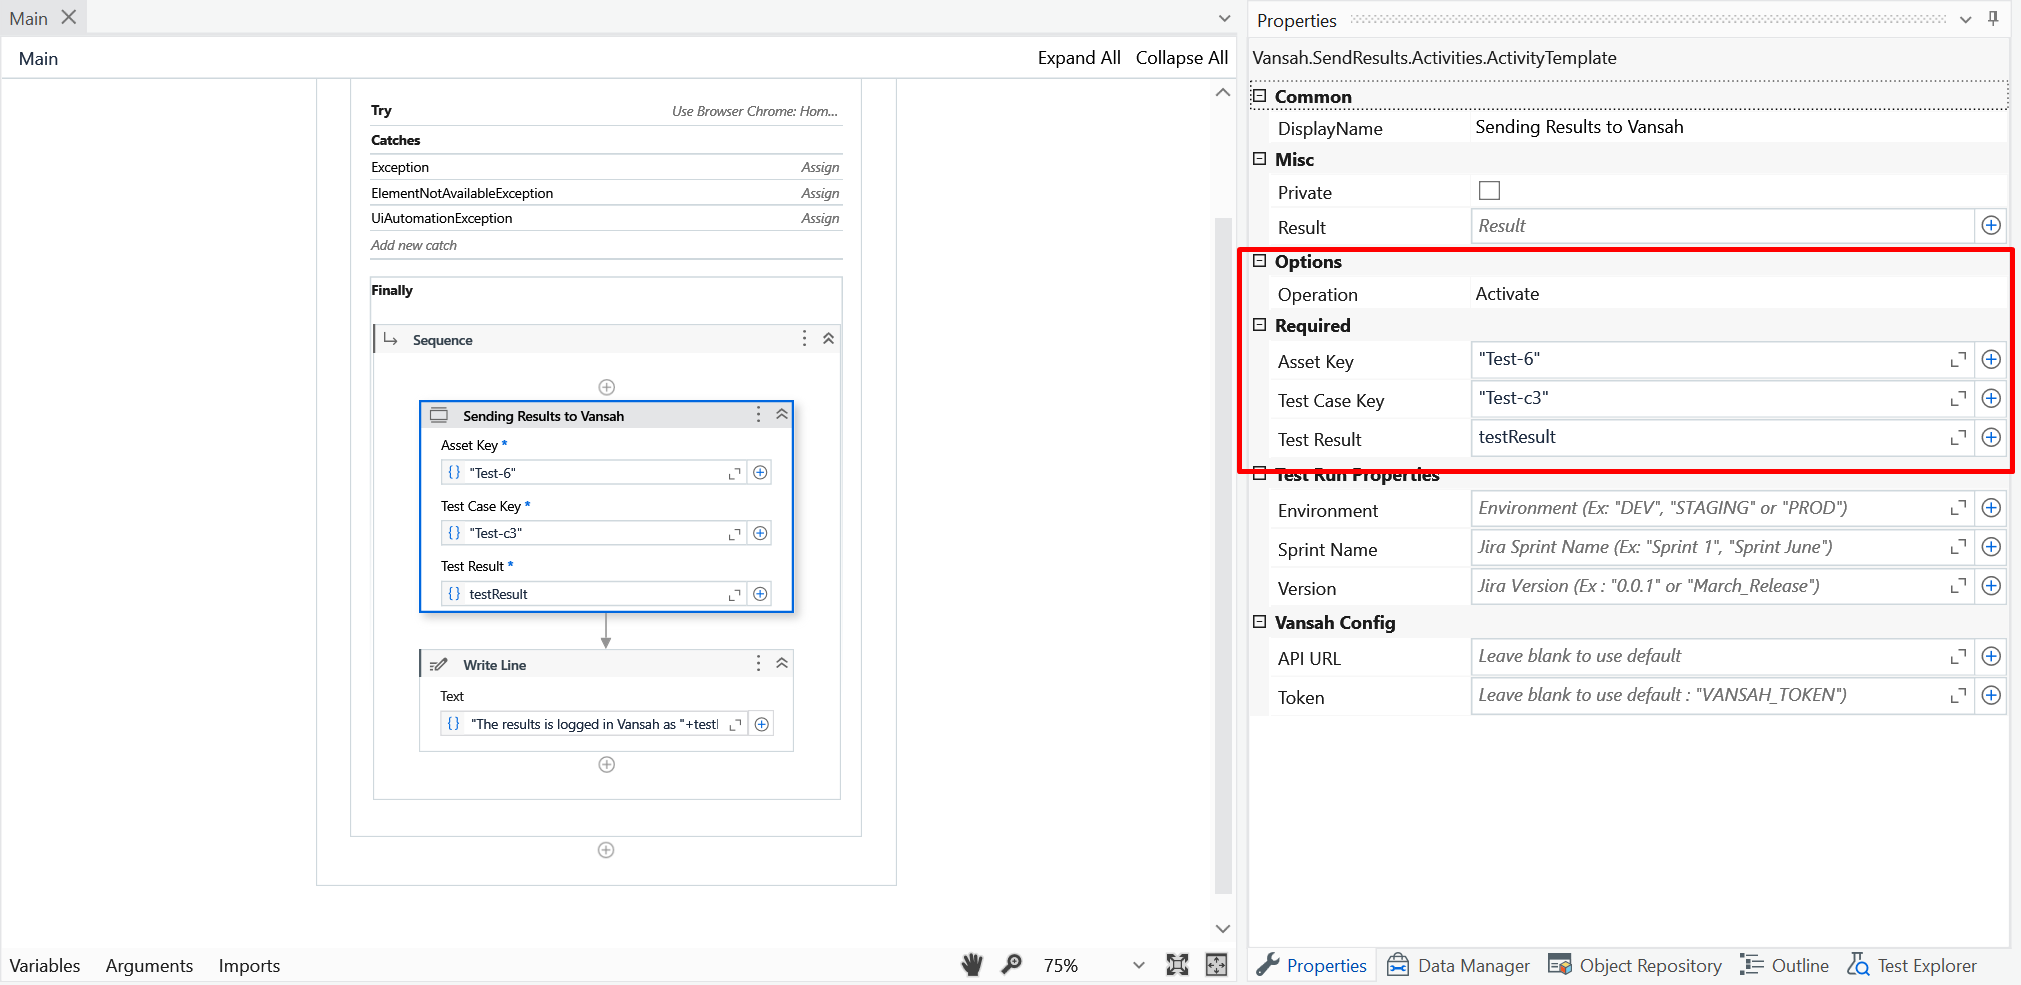 Main
Main
Expand All Collapse All
Try Use Browser Chrome: Hom...
Catches
Exception Assign
ElementNotAvailableException Assign
UiAutomationException Assign
Add new catch
Finally
Sequence
Sending Results to Vansah
Asset Key *
{} "Test-6"
Test Case Key *
{} "Test-c3"
Test Result *
{} testResult
Write Line
Text
{} "The results is logged in Vansah as "+test
Variables Arguments Imports
75%
Properties
Vansah.SendResults.Activities.ActivityTemplate
Common
DisplayName Sending Results to Vansah
Misc
Private
Result Result
Options
Operation Activate
Required
Asset Key "Test-6"
Test Case Key "Test-c3"
Test Result testResult
Test Run Properties
Environment Environment (Ex: "DEV", "STAGING" or "PROD")
Sprint Name Jira Sprint Name (Ex: "Sprint 1", "Sprint June")
Version Jira Version (Ex : "0.0.1" or "March_Release")
Vansah Config
API URL Leave blank to use default
Token Leave blank to use default : "VANSAH_TOKEN")
Properties Data Manager Object Repository Outline Test Explorer